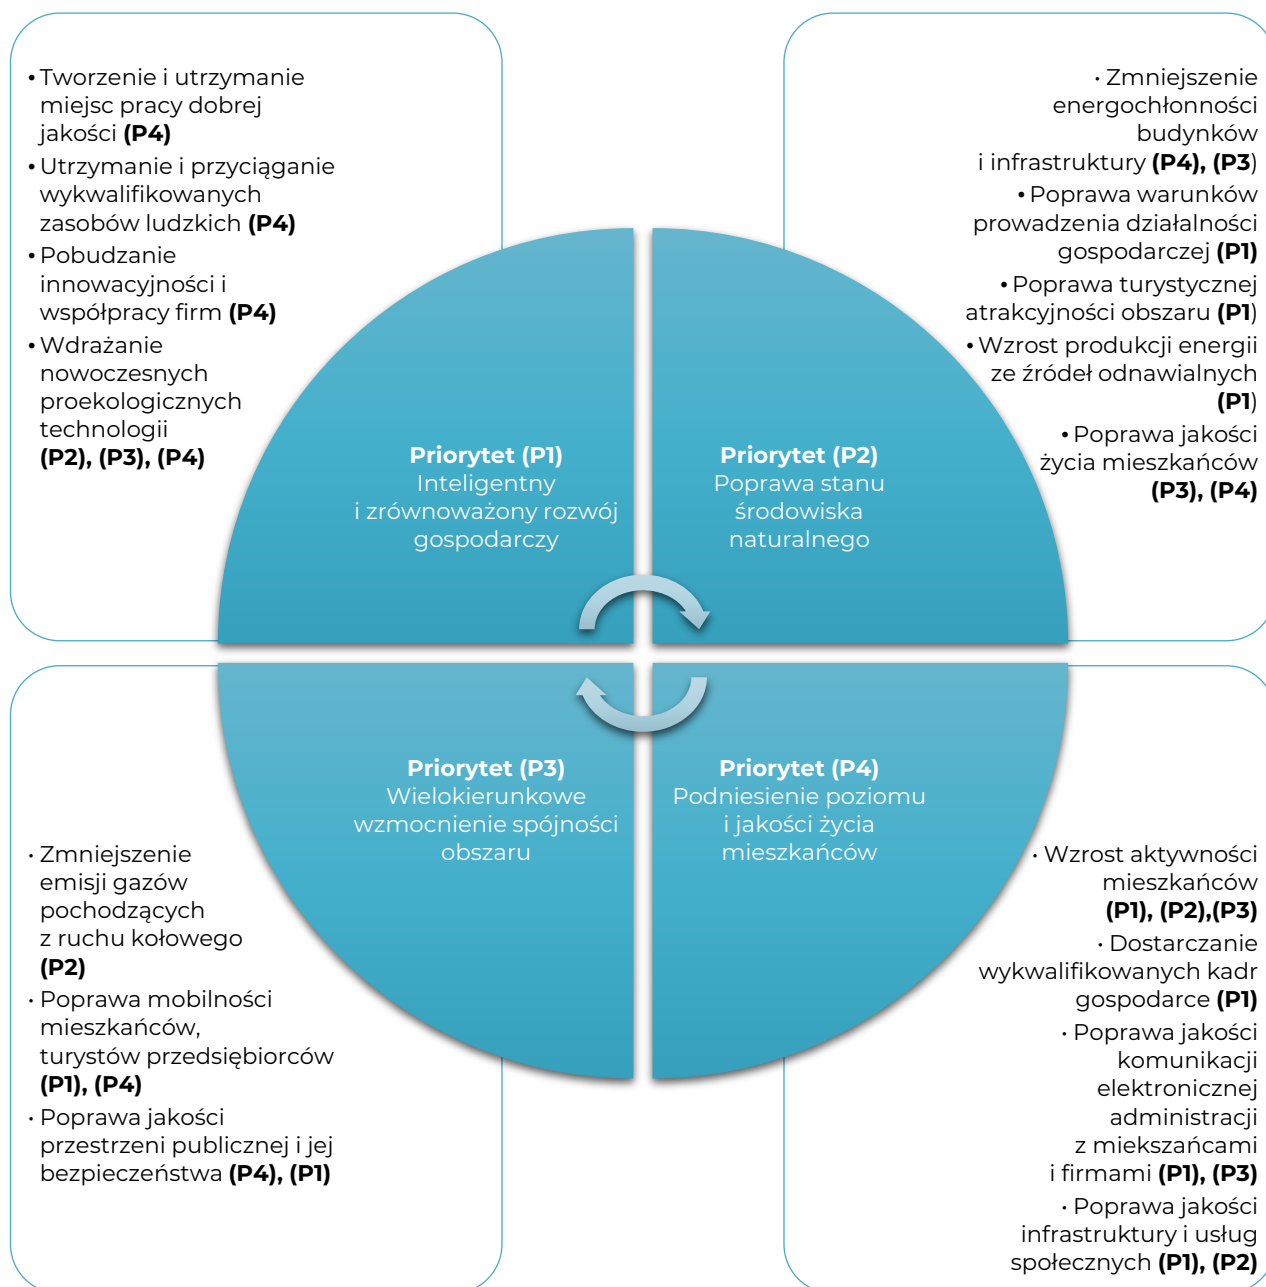 • Tworzenie i utrzymanie
miejsc pracy dobrej
jakości (P4)
• Utrzymanie i przyciąganie
wykwalifikowanych
zasobów ludzkich (P4)
• Pobudzanie
innowacyjności i
współpracy firm (P4)
• Wdrażanie
nowoczesnych
proekologicznych
technologii
(P2), (P3), (P4)
• Zmniejszenie
energochłonności
budynków
i infrastruktury (P4), (P3)
• Poprawa warunków
prowadzenia działalności
gospodarczej (P1)
• Poprawa turystycznej
atrakcyjności obszaru (P1)
• Wzrost produkcji energii
ze źródeł odnawialnych
(P1)
• Poprawa jakości
życia mieszkańców
(P3), (P4)
Priorytet (P1)
Inteligentny
i zrównoważony rozwój
gospodarczy
Priorytet (P2)
Poprawa stanu
środowiska
naturalnego
Priorytet (P3)
Wielokierunkowe
wzmocnienie spójności
obszaru
Priorytet (P4)
Podniesienie poziomu
i jakości życia
mieszkańców
• Zmniejszenie
emisji gazów
pochodzących
z ruchu kołowego
(P2)
• Poprawa mobilności
mieszkańców,
turystów przedsiębiorców
(P1), (P4)
• Poprawa jakości
przestrzeni publicznej i jej
bezpieczeństwa (P4), (P1)
• Wzrost aktywności
mieszkańców
(P1), (P2),(P3)
• Dostarczanie
wykwalifikowanych kadr
gospodarce (P1)
• Poprawa jakości
komunikacji
elektronicznej
administracji
z miekszańcami
i firmami (P1), (P3)
• Poprawa jakości
infrastruktury i usług
społecznych (P1), (P2)